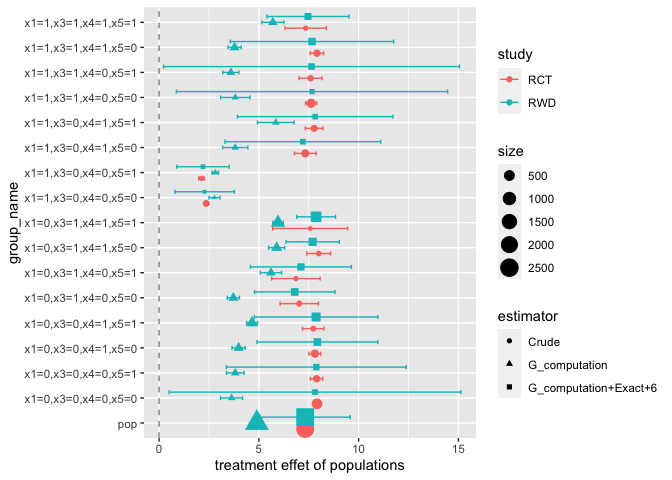 x1=1,x3=1,x4=1,x5=1
x1=1,x3=1,x4=1,x5=0
x1=1,x3=1,x4=0,x5=1
x1=1,x3=1,x4=0,x5=0
x1=1,x3=0,x4=1,x5=1
x1=1,x3=0,x4=1,x5=0
x1=1,x3=0,x4=0,x5=1
x1=1,x3=0,x4=0,x5=0
x1=0,x3=1,x4=1,x5=1
x1=0,x3=1,x4=1,x5=0
x1=0,x3=1,x4=0,x5=1
x1=0,x3=1,x4=0,x5=0
x1=0,x3=0,x4=1,x5=1
x1=0,x3=0,x4=1,x5=0
x1=0,x3=0,x4=0,x5=1
x1=0,x3=0,x4=0,x5=0
pop
group_name
0 5 10 15
treatment effet of populations
study
RCT
RWD
size
500
1000
1500
2000
2500
estimator
Crude
G_computation
G_computation+Exact+6